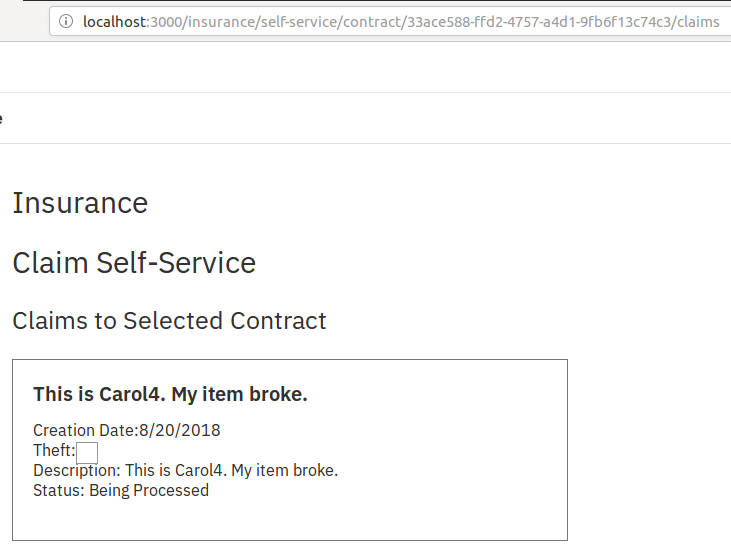 localhost:3000/insurance/self-service/contract/33ace588-ffd2-4757-a4d1-9fb6f13c74c3/claims
e
Insurance
Claim Self-Service
Claims to Selected Contract
This is Carol4. My item broke.
Creation Date:8/20/2018
Theft:
Description: This is Carol4. My item broke.
Status: Being Processed